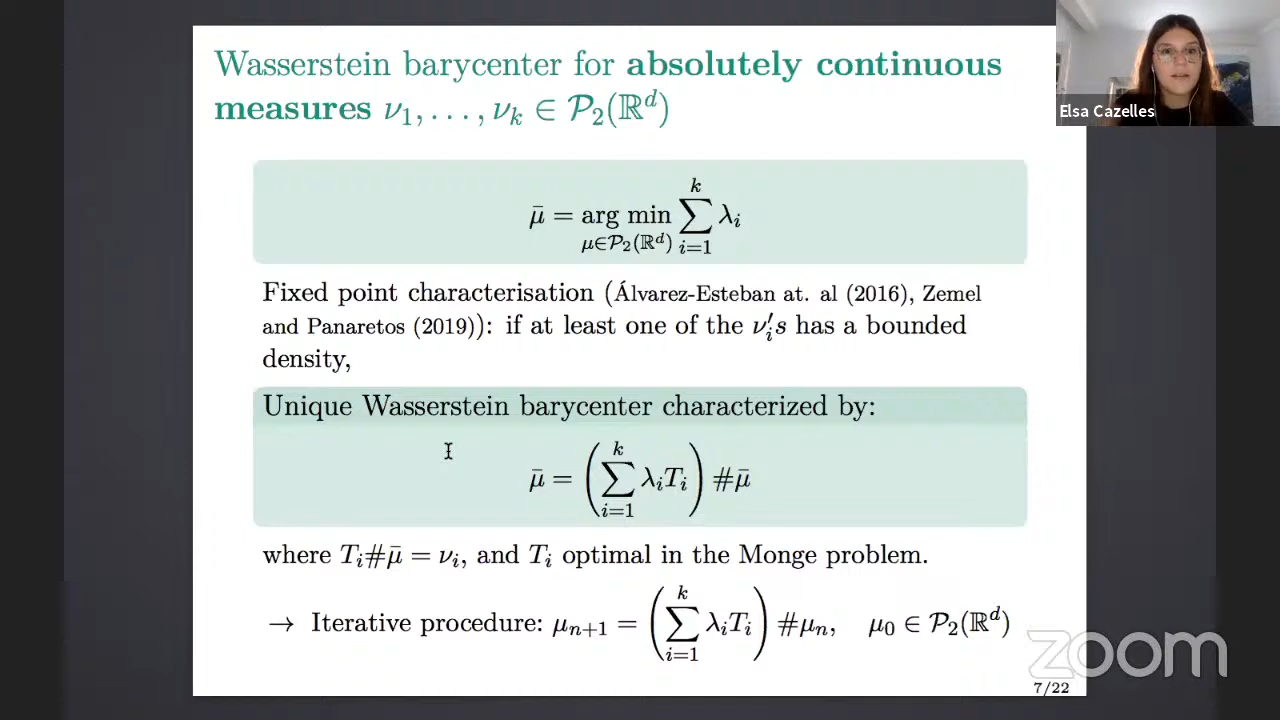 Wasserstein barycenter for absolutely continuous
measures ν₁, . . . , νₖ ∈ 𝒫₂(ℝᵈ)
Elsa Cazelles
μ̄ = arg min_{μ∈𝒫₂(ℝᵈ)} ∑_{i=1}^{k} λᵢ
Fixed point characterisation (Álvarez-Esteban at. al (2016), Zemel
and Panaretos (2019)): if at least one of the νᵢ′s has a bounded
density,
Unique Wasserstein barycenter characterized by:
μ̄ = (∑_{i=1}^{k} λᵢTᵢ) #μ̄
where Tᵢ#μ̄ = νᵢ, and Tᵢ optimal in the Monge problem.
→ Iterative procedure: μₙ₊₁ = (∑_{i=1}^{k} λᵢTᵢ) #μₙ, μ₀ ∈ 𝒫₂(ℝᵈ)
zoom
7/22